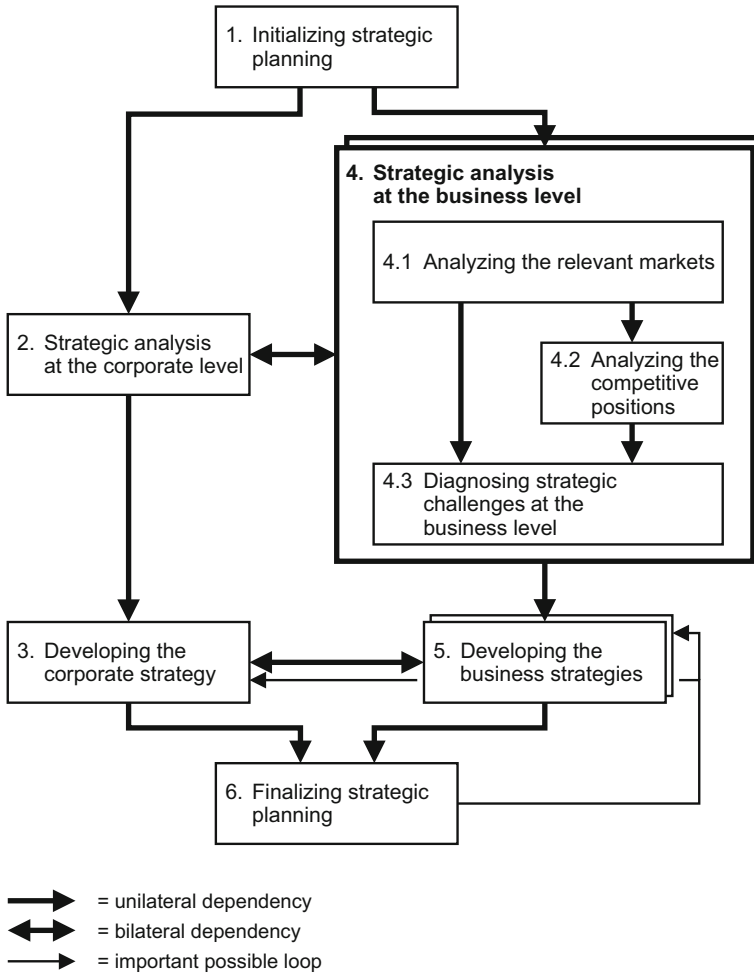 1. Initializing strategic
planning
4. Strategic analysis
at the business level
4.1 Analyzing the relevant markets
2. Strategic analysis
at the corporate level
4.2 Analyzing the
competitive
positions
4.3 Diagnosing strategic
challenges at the
business level
3. Developing the
corporate strategy
5. Developing the
business strategies
6. Finalizing strategic
planning
= unilateral dependency
= bilateral dependency
= important possible loop